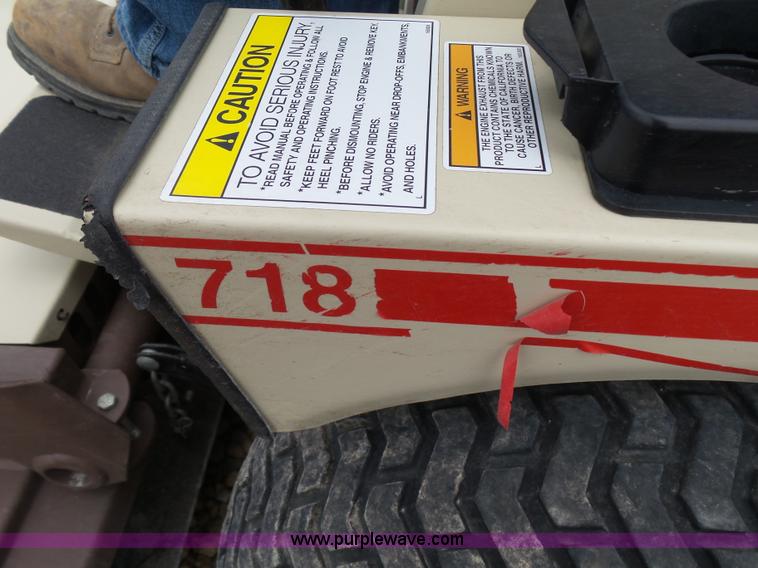 CAUTION
TO AVOID SERIOUS INJURY,
*READ MANUAL BEFORE OPERATING & FOLLOW ALL
SAFETY AND OPERATING INSTRUCTIONS.
*KEEP FEET FORWARD ON FOOT REST TO AVOID
HEEL PINCHING.
*BEFORE DISMOUNTING, STOP ENGINE & REMOVE KEY.
*ALLOW NO RIDERS.
*AVOID OPERATING NEAR DROP-OFFS, EMBANKMENTS,
AND HOLES.
L
WARNING
THE ENGINE EXHAUST FROM THIS
PRODUCT CONTAINS CHEMICALS KNOWN
TO THE STATE OF CALIFORNIA TO
CAUSE CANCER, BIRTH DEFECTS OR
OTHER REPRODUCTIVE HARM.
L
718
www.purplewave.com